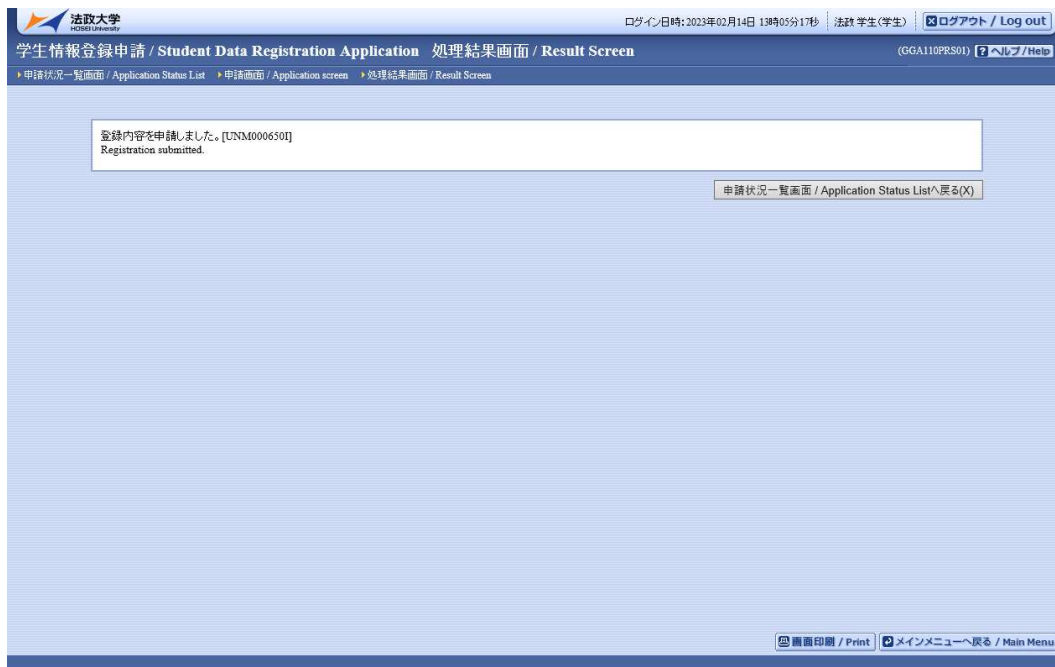 法政大学
HOSEI University
ログイン日時:2023年02月14日 13時05分17秒
法政 学生(学生)
ログアウト / Log out
学生情報登録申請 / Student Data Registration Application 処理結果画面 / Result Screen
(GGA110PRS01)
ヘルプ/Help
申請状況一覧画面 / Application Status List
申請画面 / Application screen
処理結果画面 / Result Screen
登録内容を申請しました。[UNM000650I]
Registration submitted.
申請状況一覧画面 / Application Status Listへ戻る(X)
画面印刷 / Print
メインメニューへ戻る / Main Menu